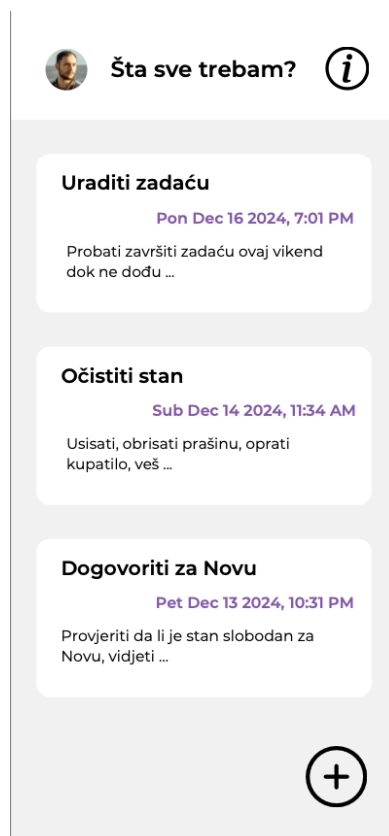 Šta sve trebam?
i
Uraditi zadaću
Pon Dec 16 2024, 7:01 PM
Probati završiti zadaću ovaj vikend
dok ne dođu ...
Očistiti stan
Sub Dec 14 2024, 11:34 AM
Usisati, obrisati prašinu, oprati
kupatilo, veš ...
Dogovoriti za Novu
Pet Dec 13 2024, 10:31 PM
Provjeriti da li je stan slobodan za
Novu, vidjeti ...